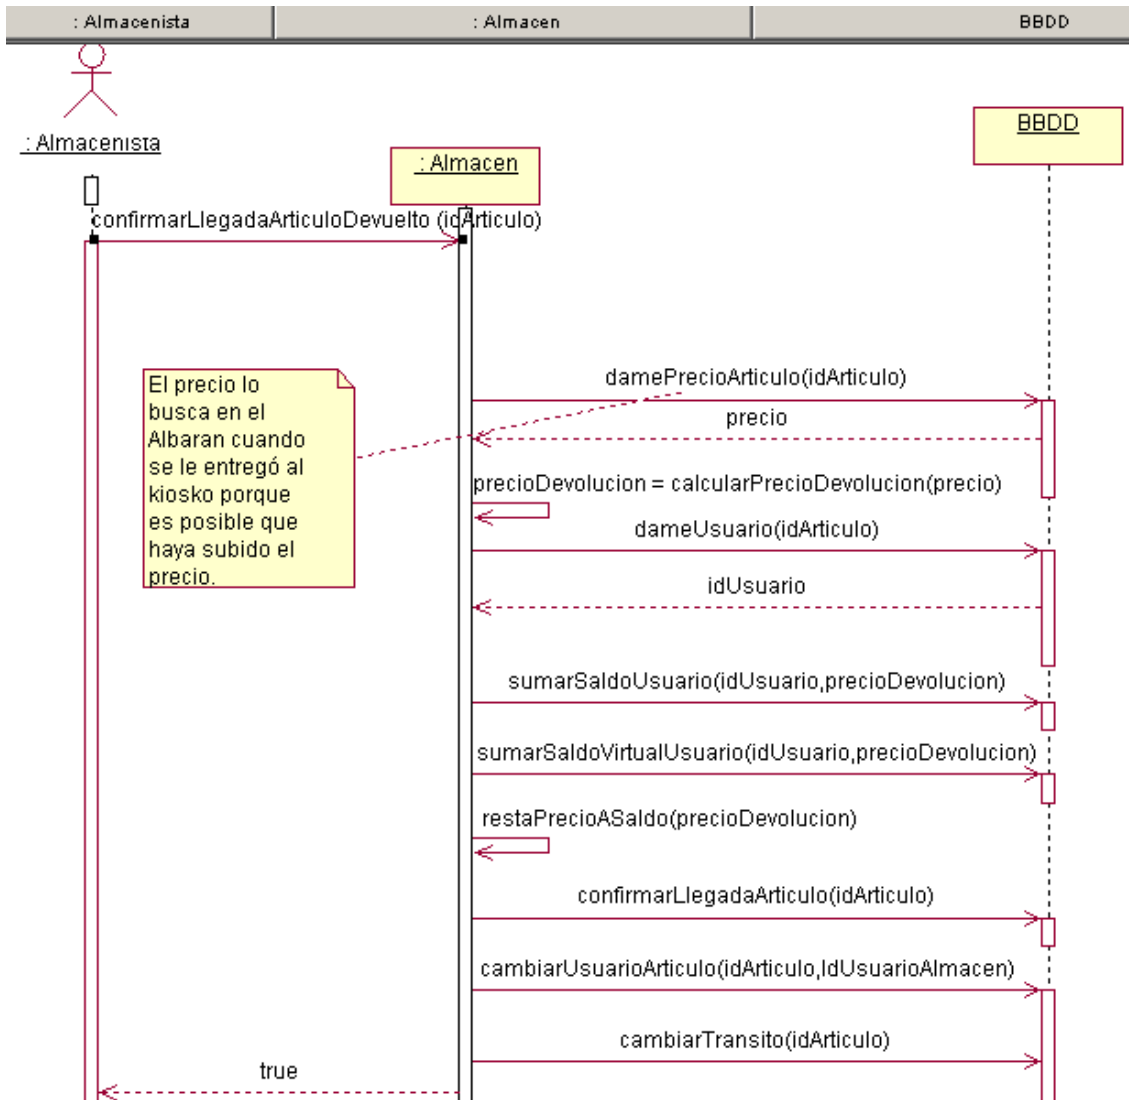 : Almacenista
: Almacen
BBDD
: Almacenista
: Almacen
BBDD
confirmarLlegadaArticuloDevuelto (idArticulo)
El precio lo
busca en el
Albaran cuando
se le entregó al
kiosko porque
es posible que
haya subido el
precio.
damePrecioArticulo(idArticulo)
precio
precioDevolucion = calcularPrecioDevolucion(precio)
dameUsuario(idArticulo)
idUsuario
sumarSaldoUsuario(idUsuario,precioDevolucion)
sumarSaldoVirtualUsuario(idUsuario,precioDevolucion)
restaPrecioASaldo(precioDevolucion)
confirmarLlegadaArticulo(idArticulo)
cambiarUsuarioArticulo(idArticulo,IdUsuarioAlmacen)
cambiarTransito(idArticulo)
true